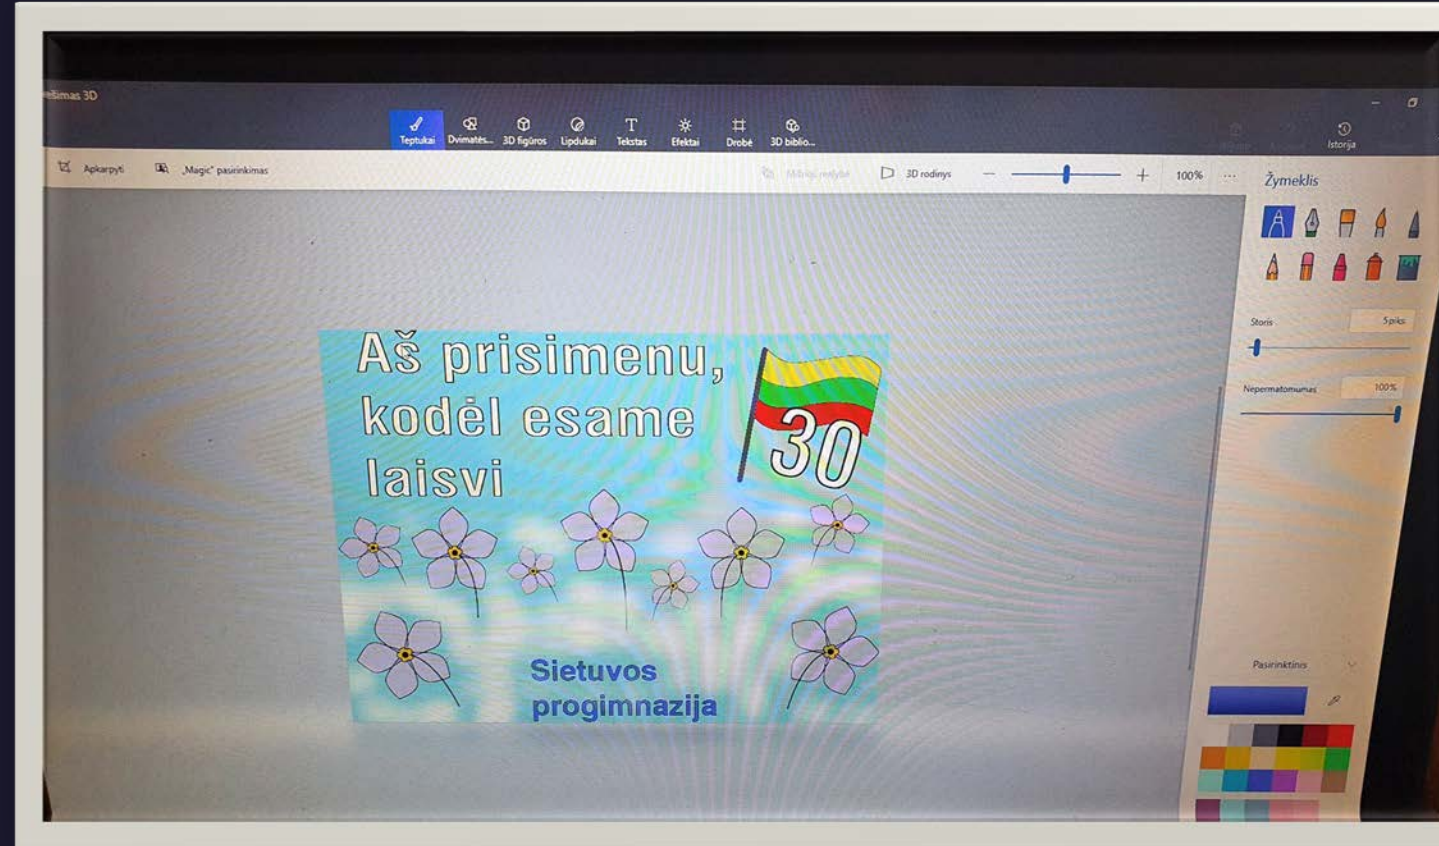 3D
Teptukai
Dvimatės...
3D figūros
Lipdukai
Tekstas
Efektai
Drobė
3D biblio...
Istorija
Apkarpyti
„Magic" pasirinkimas
3D rodinys
100%
Žymeklis
Storis
5 piks
Nepermatomumas
100%
Aš prisimenu,
kodėl esame
laisvi
30
Sietuvos
progimnazija
Pasirinktinis